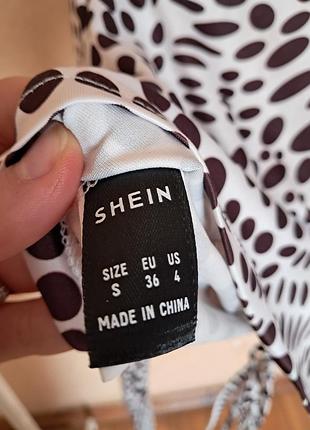 SHEIN
SIZE EU US
S 36 4
MADE IN CHINA